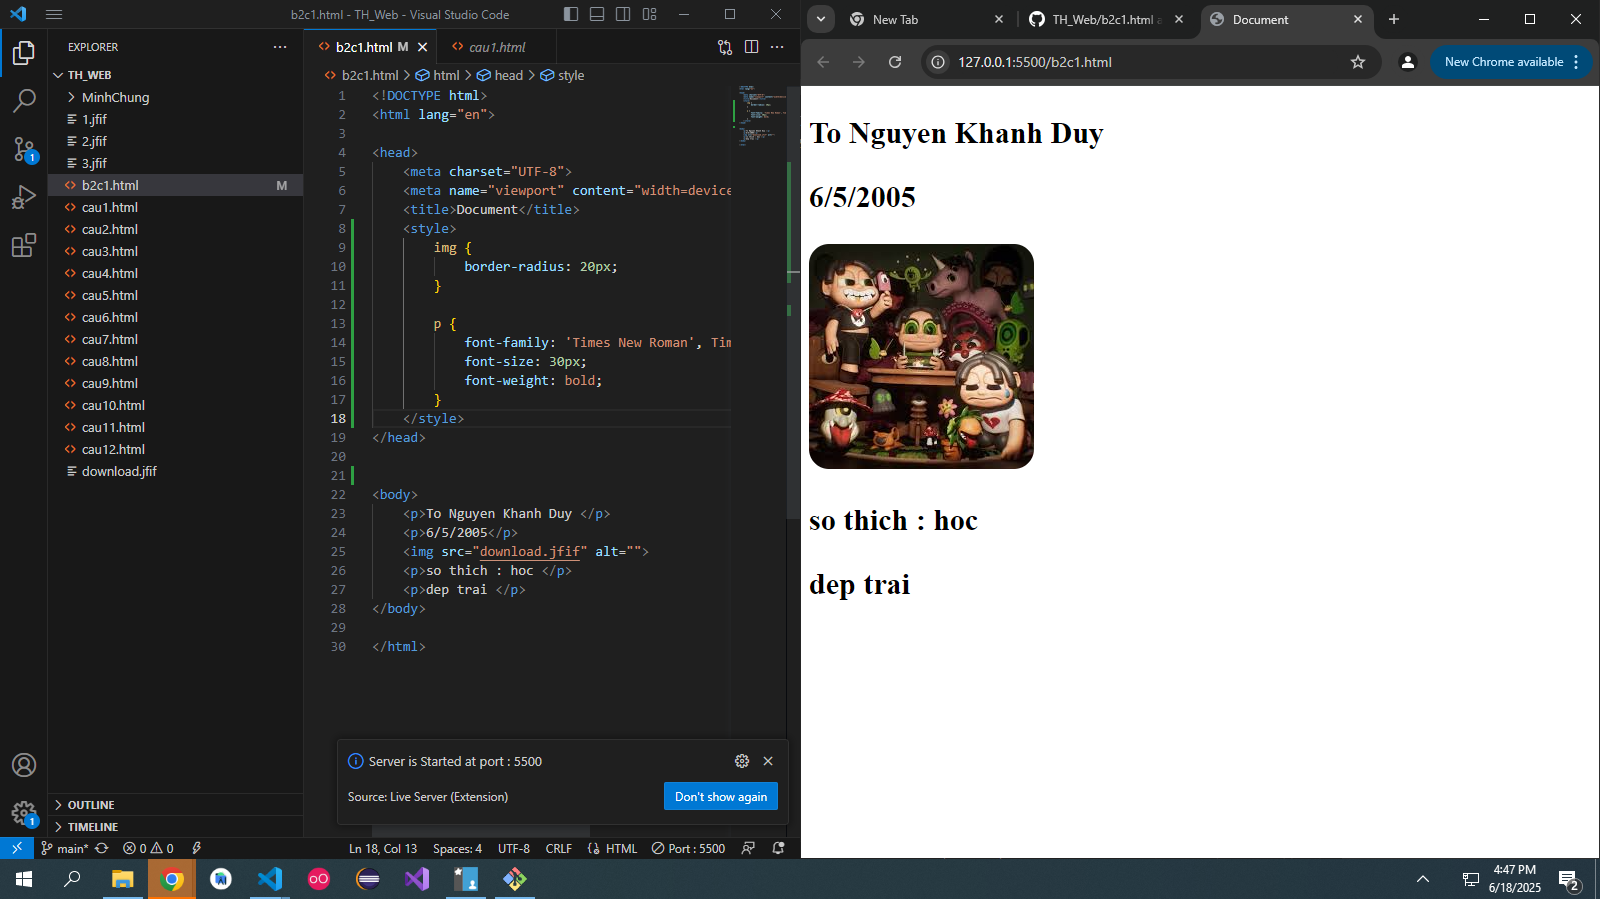 b2c1.html - TH_Web - Visual Studio Code
EXPLORER
TH_WEB
MinhChung
1.jfif
2.jfif
3.jfif
b2c1.html M
cau1.html
cau2.html
cau3.html
cau4.html
cau5.html
cau6.html
cau7.html
cau8.html
cau9.html
cau10.html
cau11.html
cau12.html
download.jfif
OUTLINE
TIMELINE
b2c1.html M
cau1.html
b2c1.html > html > head > style
1 <!DOCTYPE html>
2 <html lang="en">
3
4 <head>
5 <meta charset="UTF-8">
6 <meta name="viewport" content="width=device
7 <title>Document</title>
8 <style>
9 img {
10 border-radius: 20px;
11 }
12
13 p {
14 font-family: 'Times New Roman', Tim
15 font-size: 30px;
16 font-weight: bold;
17 }
18 </style>
19 </head>
20
21
22 <body>
23 <p>To Nguyen Khanh Duy </p>
24 <p>6/5/2005</p>
25 <img src="download.jfif" alt="">
26 <p>so thich : hoc </p>
27 <p>dep trai </p>
28 </body>
29
30 </html>
Server is Started at port : 5500
Source: Live Server (Extension)
Don't show again
1
1
main*
0 0
Ln 18, Col 13
Spaces: 4
UTF-8
CRLF
HTML
Port : 5500
New Tab
TH_Web/b2c1.html
Document
127.0.0.1:5500/b2c1.html
New Chrome available
To Nguyen Khanh Duy
6/5/2005
so thich : hoc
dep trai
4:47 PM
6/18/2025
2